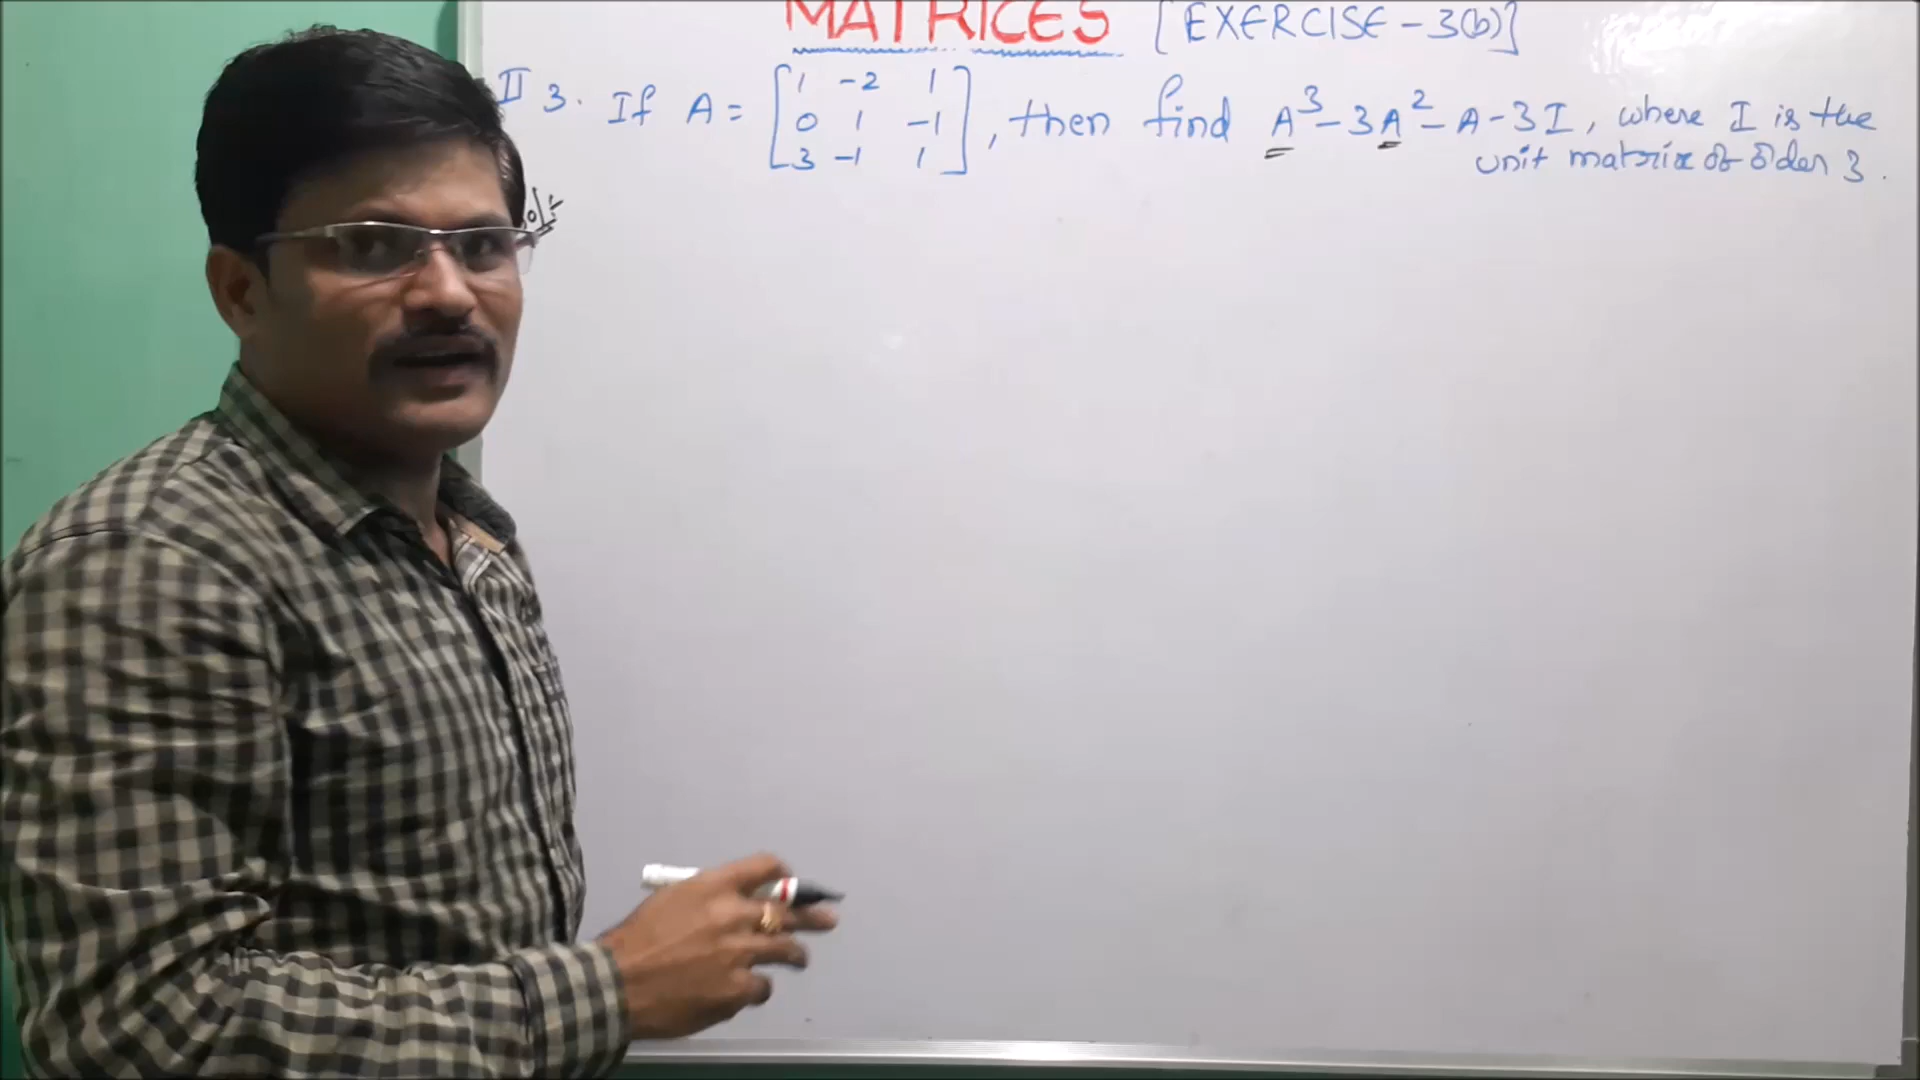 MATRICES [EXERCISE-3(b)]
II 3. If A = [1 -2 1
0 1 -1
3 -1 1], then find A³-3A²-A-3I, where I is the
unit matrix of order 3.